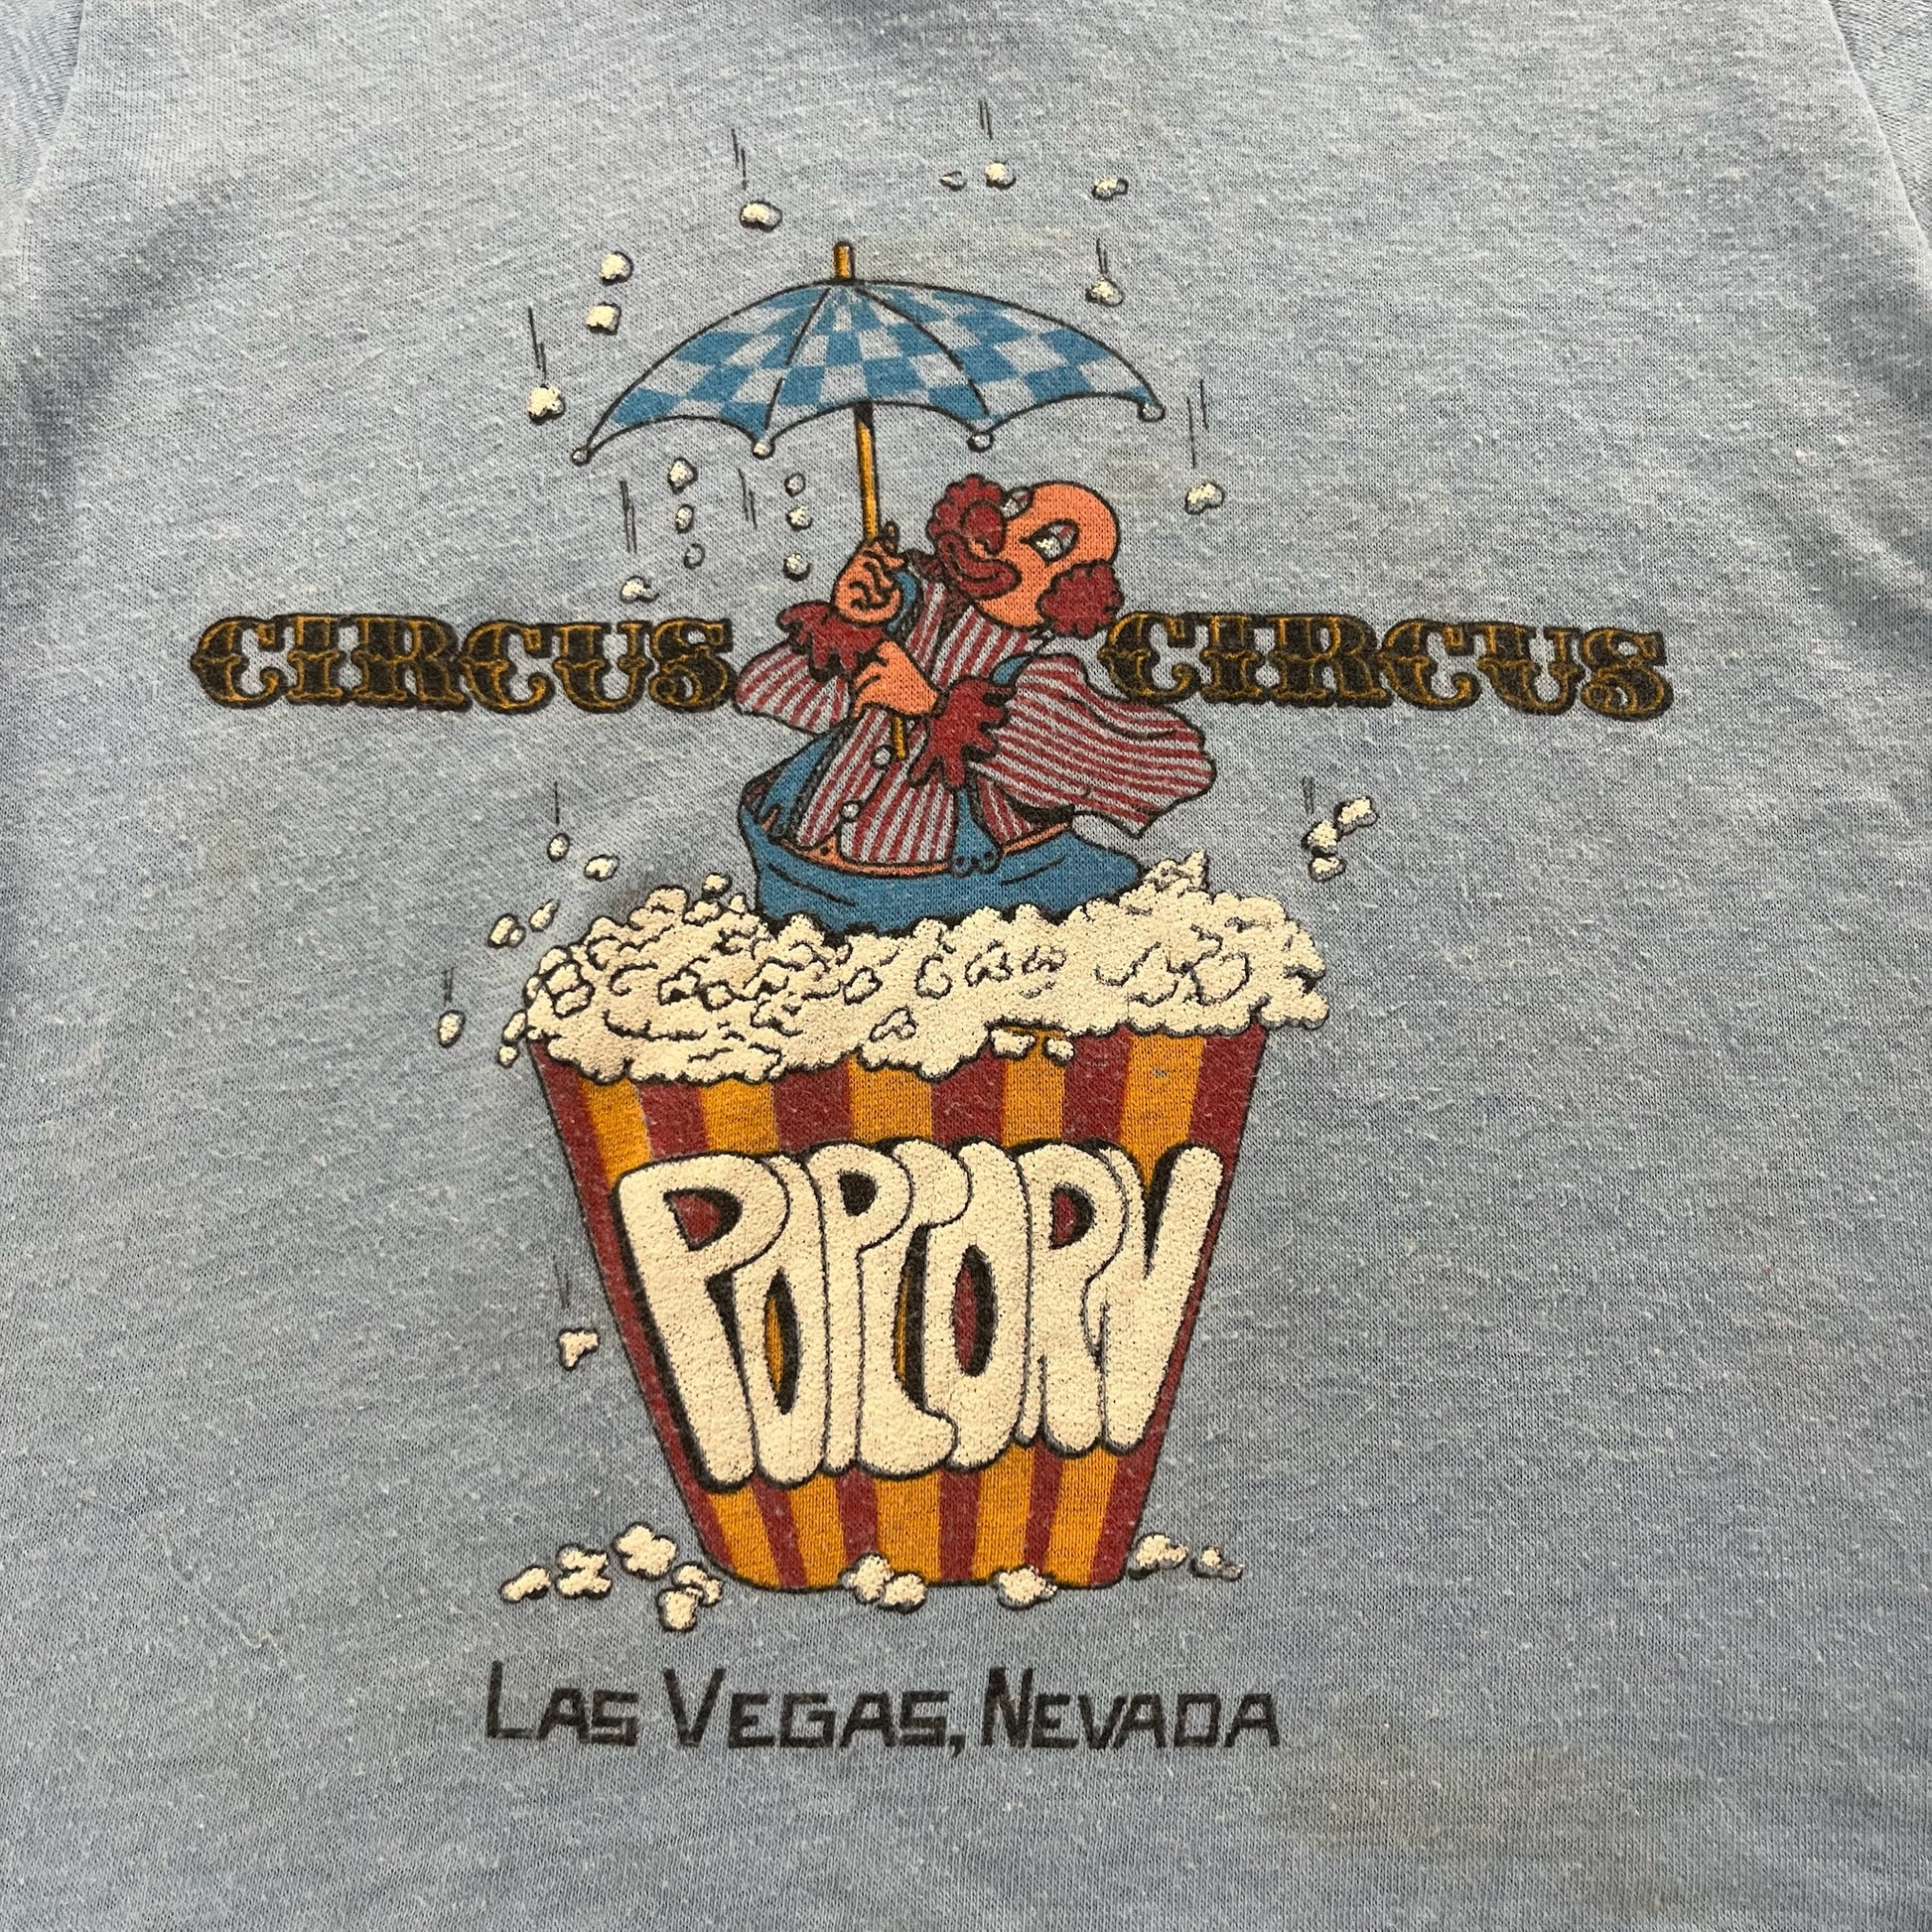 CIRCUS CIRCUS
POPCORN
LAS VEGAS, NEVADA